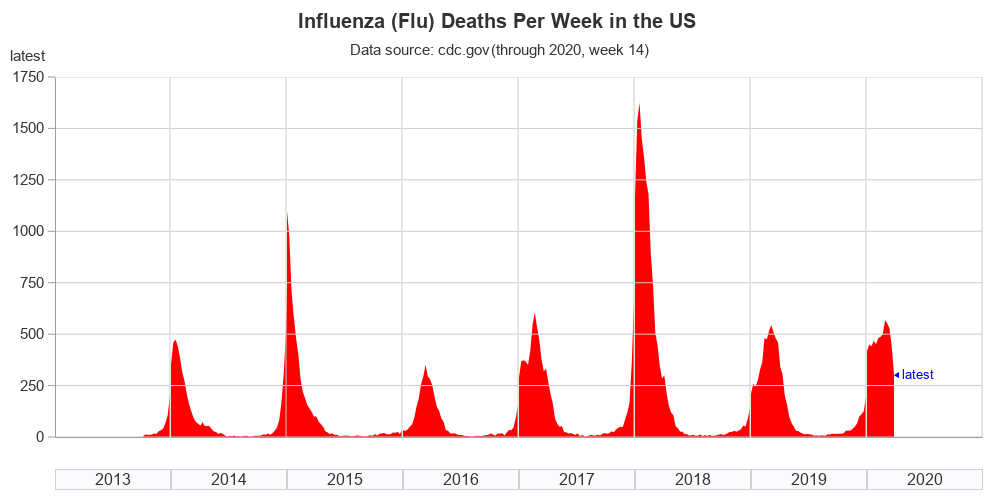 Influenza (Flu) Deaths Per Week in the US
Data source: cdc.gov (through 2020, week 14)
latest
1750
1500
1250
1000
750
500
250
0
latest
2013 2014 2015 2016 2017 2018 2019 2020